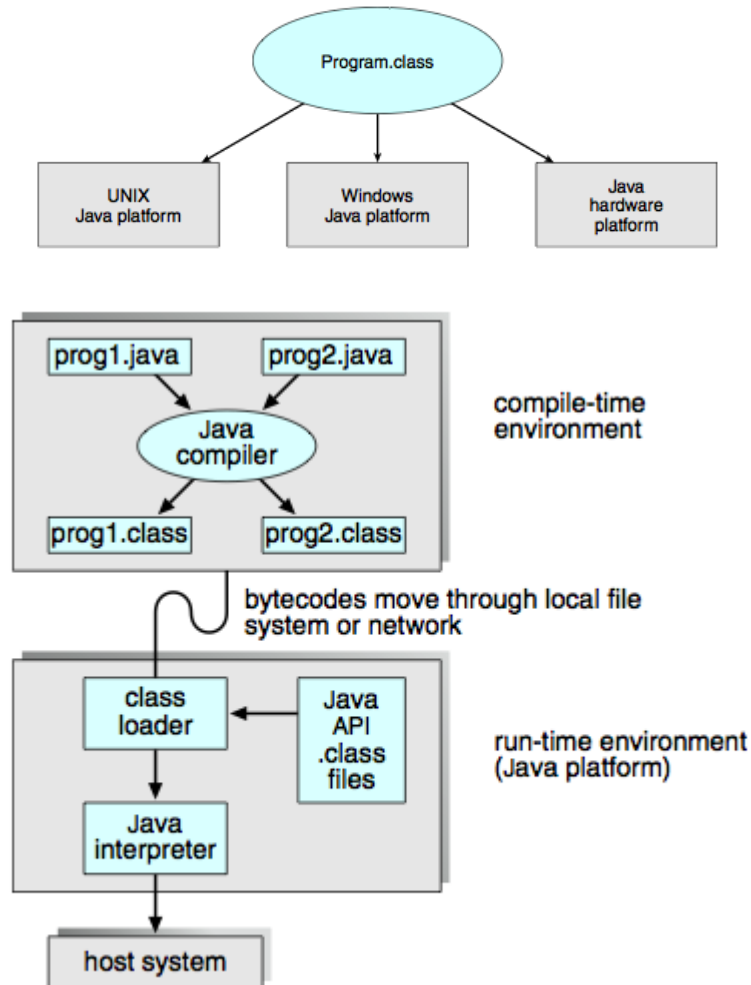 Program.class
UNIX
Java platform
Windows
Java platform
Java
hardware
platform
prog1.java
prog2.java
Java
compiler
prog1.class
prog2.class
compile-time
environment
bytecodes move through local file
system or network
class
loader
Java
API
.class
files
Java
interpreter
run-time environment
(Java platform)
host system